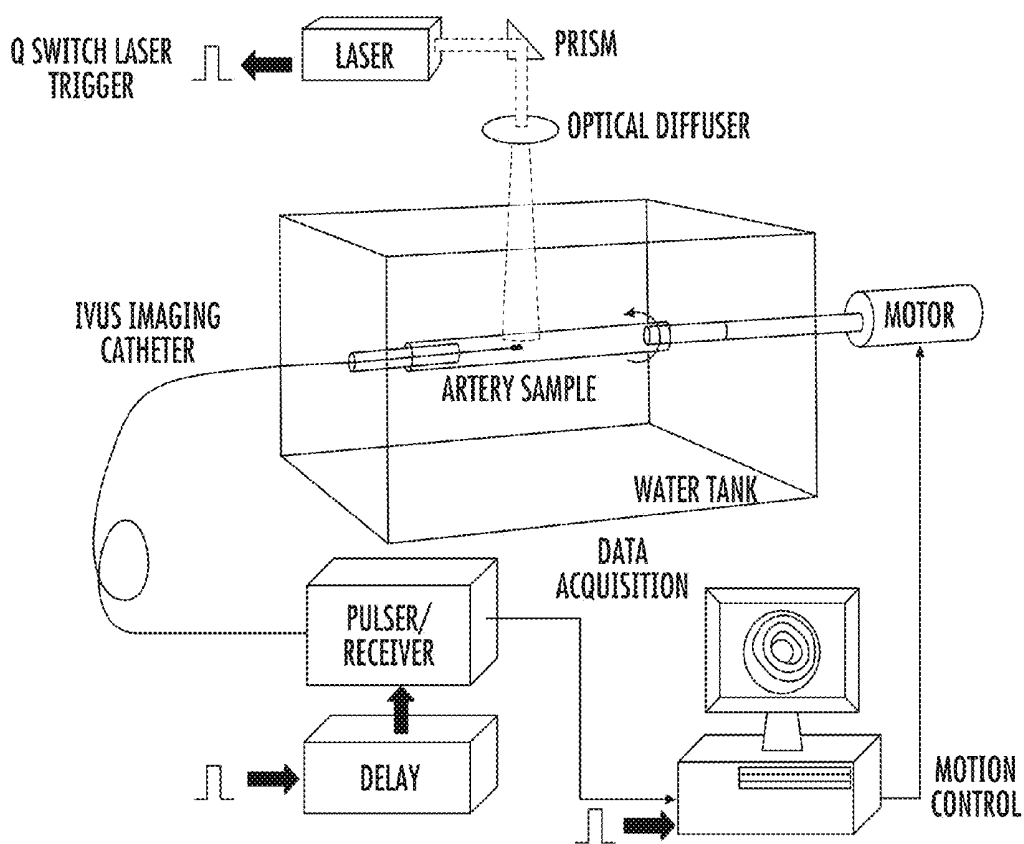 Q SWITCH LASER
TRIGGER
LASER
PRISM
OPTICAL DIFFUSER
IVUS IMAGING
CATHETER
MOTOR
ARTERY SAMPLE
WATER TANK
DATA
ACQUISITION
PULSER/
RECEIVER
DELAY
MOTION
CONTROL